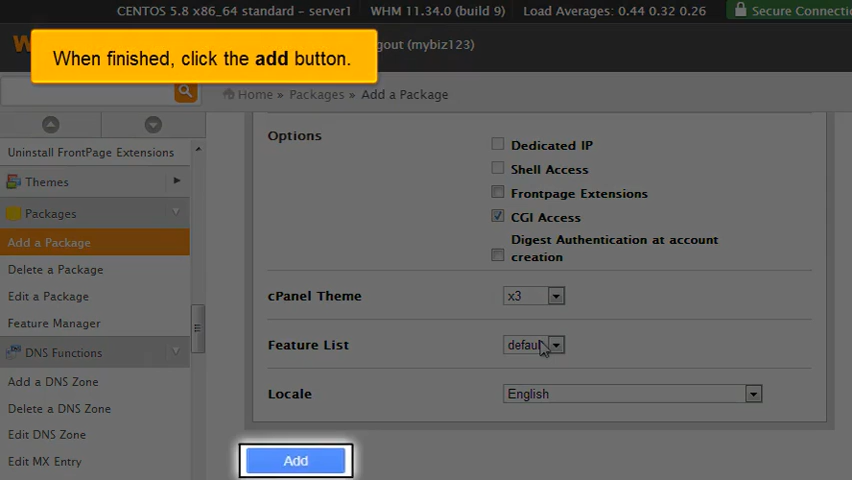 CENTOS 5.8 x86_64 standard - server1 WHM 11.34.0 (build 9) Load Averages: 0.44 0.32 0.26 Secure Connectio
When finished, click the add button.
gout (mybiz123)
Home » Packages » Add a Package
Uninstall FrontPage Extensions
Themes
Packages
Add a Package
Delete a Package
Edit a Package
Feature Manager
DNS Functions
Add a DNS Zone
Delete a DNS Zone
Edit DNS Zone
Edit MX Entry
Options
Dedicated IP
Shell Access
Frontpage Extensions
CGI Access
Digest Authentication at account
creation
cPanel Theme x3
Feature List defaul
Locale English
Add